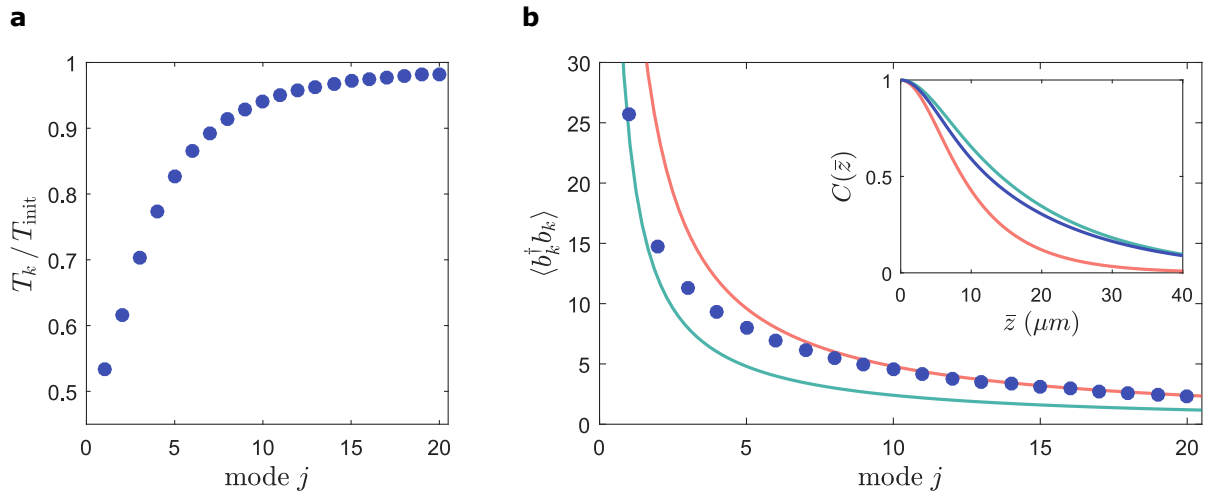 a
b
1
0.9
0.8
0.7
0.6
0.5
T_k / T_init
0 5 10 15 20
mode j
30
25
20
15
10
5
0
⟨b_k^† b_k⟩
0 5 10 15 20
mode j
1
0.5
0
C(z̄)
0 10 20 30 40
z̄ (μm)